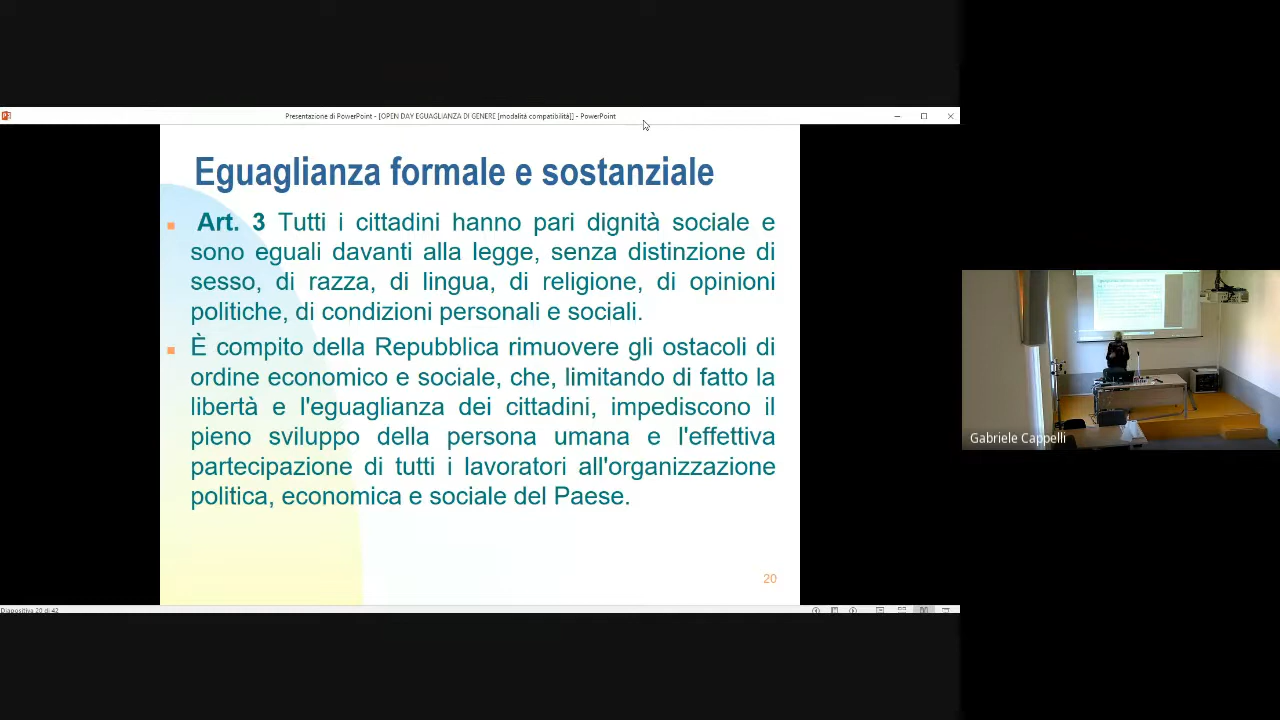 Presentazione di PowerPoint - [OPEN DAY EGUAGLIANZA DI GENERE [modalità compatibilità]] - PowerPoint
Eguaglianza formale e sostanziale
Art. 3 Tutti i cittadini hanno pari dignità sociale e
sono eguali davanti alla legge, senza distinzione di
sesso, di razza, di lingua, di religione, di opinioni
politiche, di condizioni personali e sociali.
È compito della Repubblica rimuovere gli ostacoli di
ordine economico e sociale, che, limitando di fatto la
libertà e l'eguaglianza dei cittadini, impediscono il
pieno sviluppo della persona umana e l'effettiva
partecipazione di tutti i lavoratori all'organizzazione
politica, economica e sociale del Paese.
20
Diapositiva 20 di 42
Gabriele Cappelli